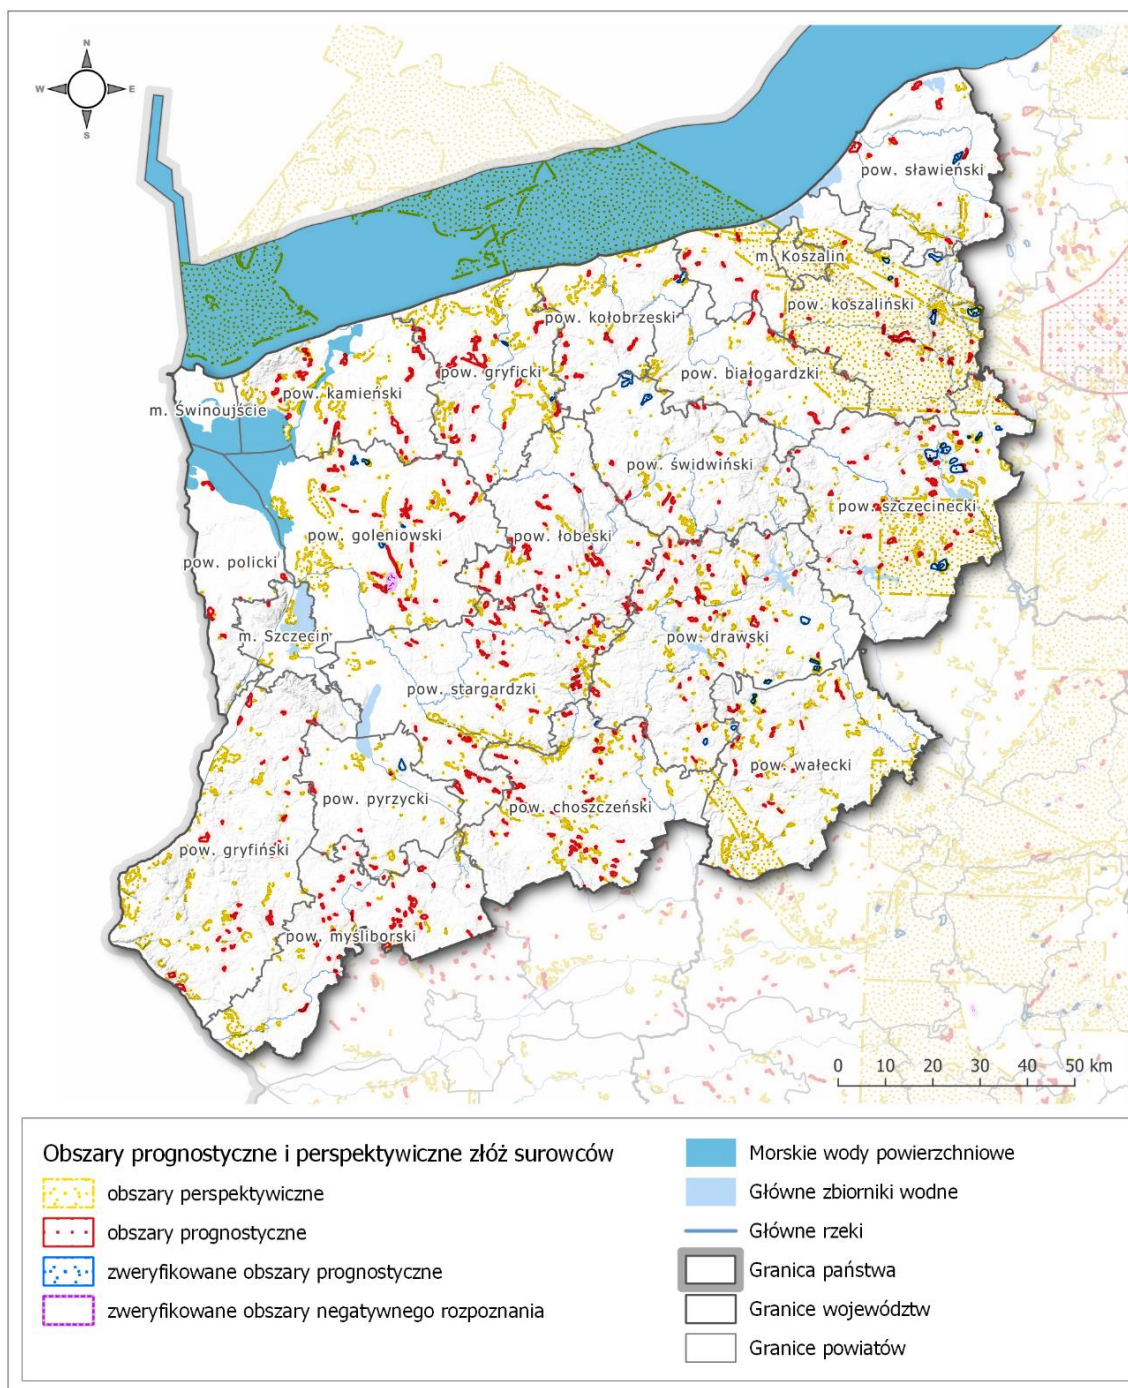 N
W E
S
pow. sławieński
m. Koszalin
pow. koszaliński
pow. kołobrzeski
pow. gryficki
pow. białogardzki
pow. kamieński
m. Świnoujście
pow. świdwiński
pow. szczecinecki
pow. goleniowski
pow. łobeski
pow. policki
m. Szczecin
pow. drawski
pow. stargardzki
pow. wałecki
pow. pyrzycki
pow. choszczeński
pow. gryfiński
pow. myśliborski
0 10 20 30 40 50 km
Obszary prognostyczne i perspektywiczne złóż surowców
obszary perspektywiczne
obszary prognostyczne
zweryfikowane obszary prognostyczne
zweryfikowane obszary negatywnego rozpoznania
Morskie wody powierzchniowe
Główne zbiorniki wodne
Główne rzeki
Granica państwa
Granice województw
Granice powiatów